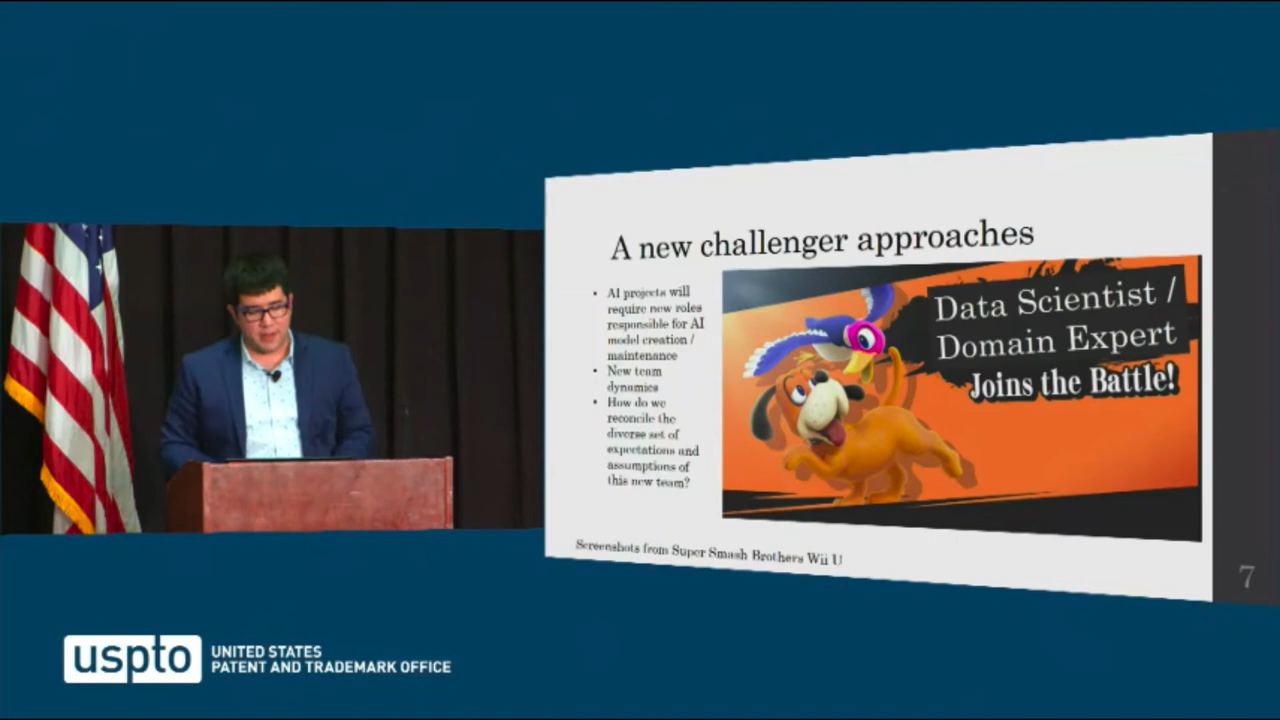 A new challenger approaches
• AI projects will
require new roles
responsible for AI
model creation /
maintenance
• New team
dynamics
• How do we
reconcile the
diverse set of
expectations and
assumptions of
this new team?
Data Scientist /
Domain Expert
Joins the Battle!
Screenshots from Super Smash Brothers Wii U
7
uspto
UNITED STATES
PATENT AND TRADEMARK OFFICE